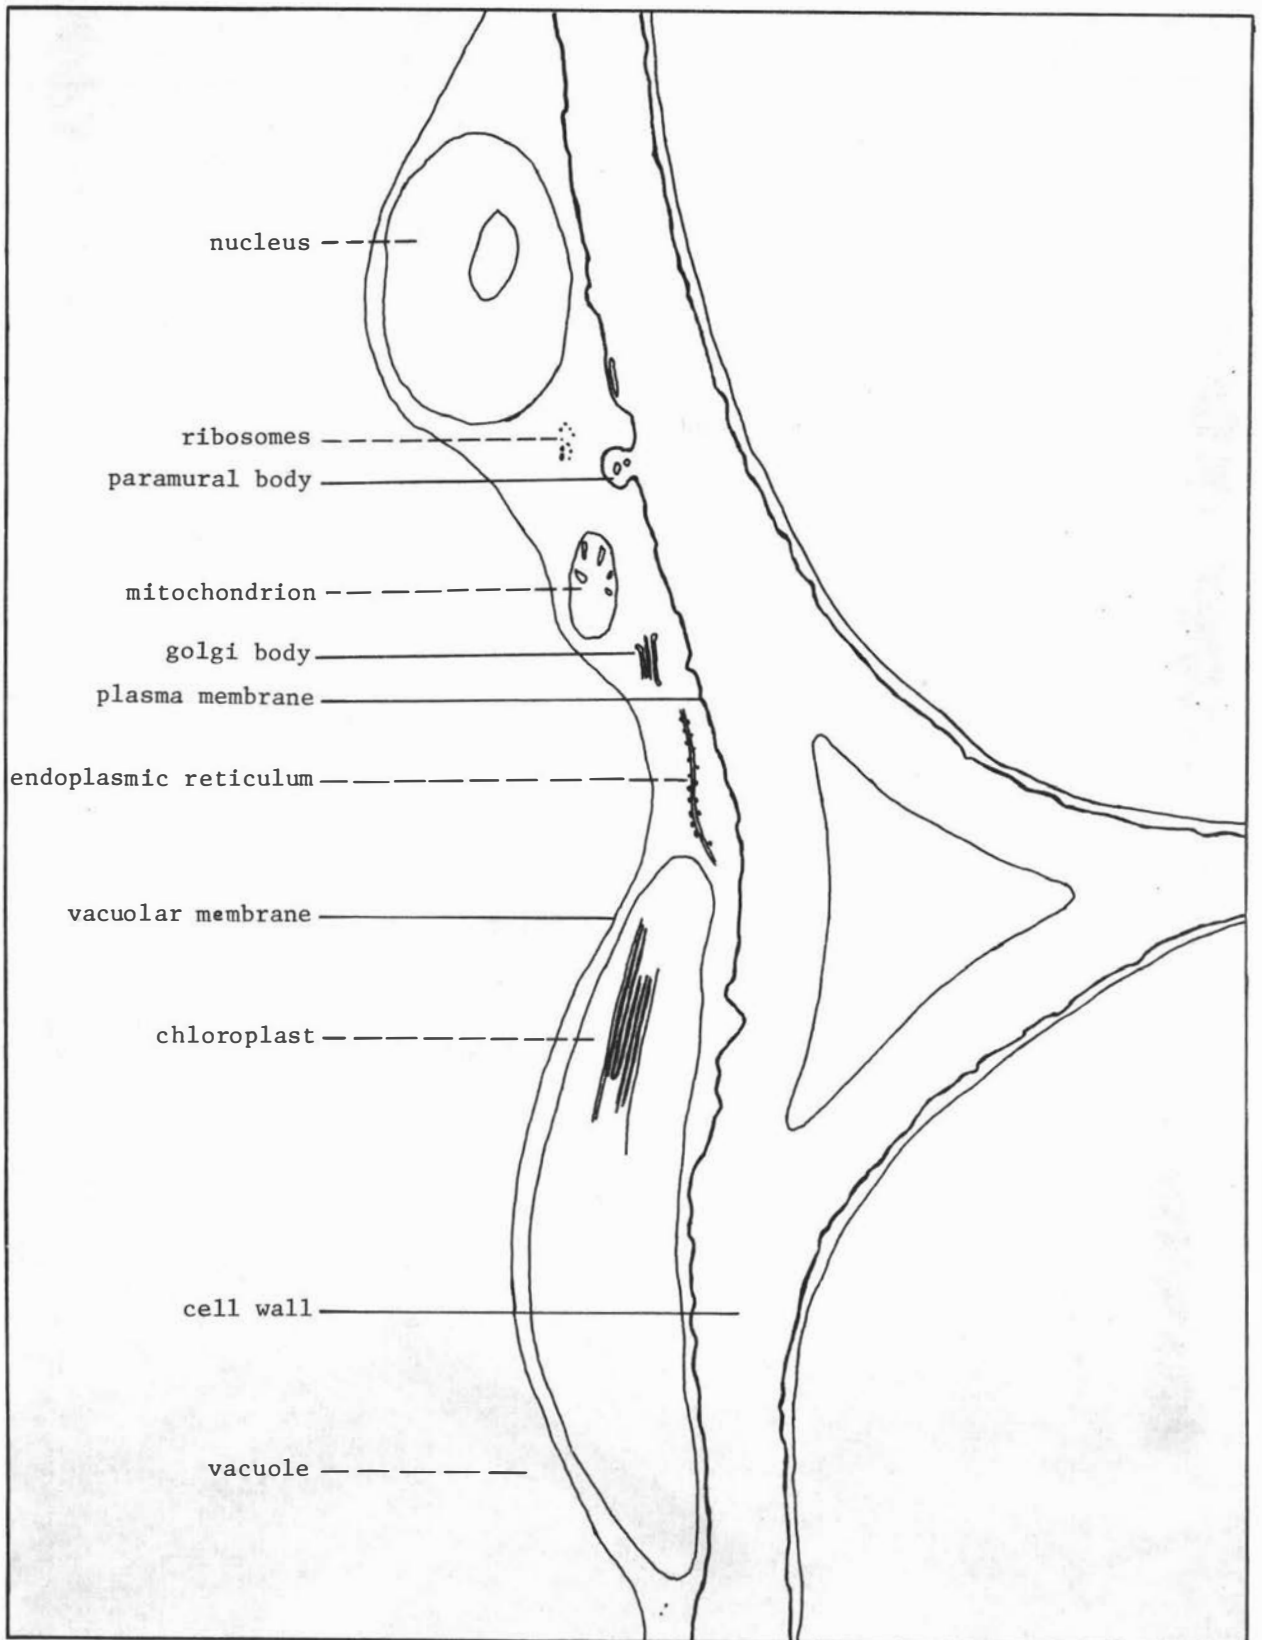 nucleus
ribosomes
paramural body
mitochondrion
golgi body
plasma membrane
endoplasmic reticulum
vacuolar membrane
chloroplast
cell wall
vacuole